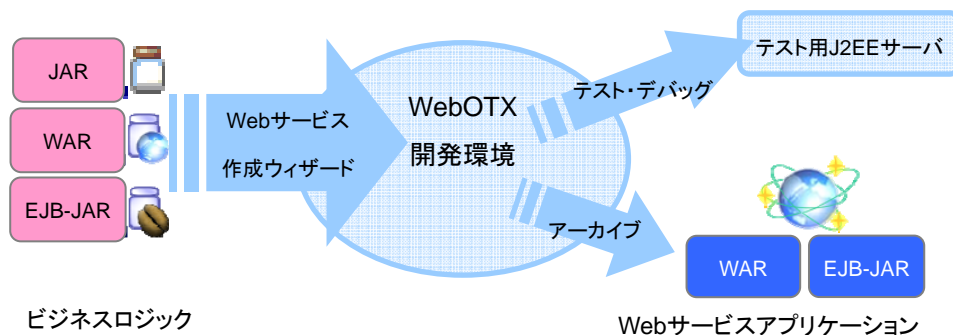 JAR
WAR
EJB-JAR
ビジネスロジック
Webサービス
作成ウィザード
WebOTX
開発環境
テスト・デバッグ
テスト用J2EEサーバ
アーカイブ
WAR
EJB-JAR
Webサービスアプリケーション